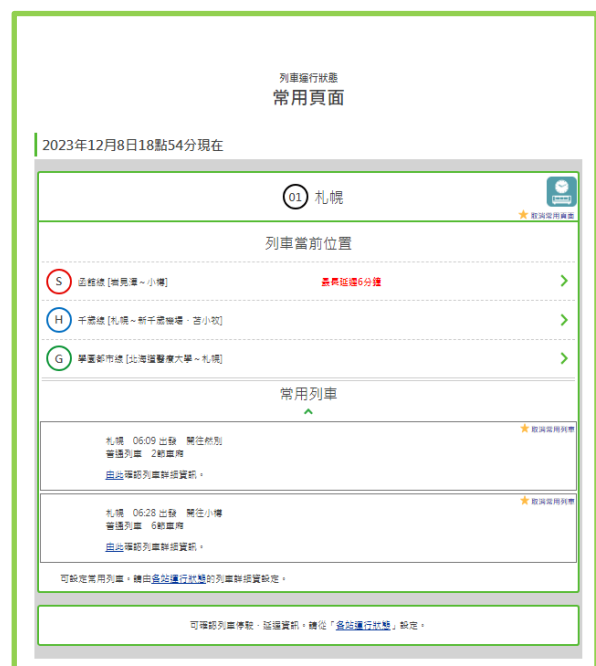 列車運行狀態
常用頁面
2023年12月8日18點54分現在
01 札幌
取消常用頁面
列車當前位置
S 函館線 [岩見澤~小樽] 最長延遲6分鐘
H 千歲線 [札幌~新千歲機場・苫小牧]
G 學園都市線 [北海道醫療大學~札幌]
常用列車
取消常用列車
札幌 06:09 出發 開往然別
普通列車 2節車廂
由此確認列車詳細資訊。
取消常用列車
札幌 06:28 出發 開往小樽
普通列車 6節車廂
由此確認列車詳細資訊。
可設定常用列車。請由各站運行狀態的列車詳細資設定。
可確認列車停駛・延遲資訊。請從「各站運行狀態」設定。